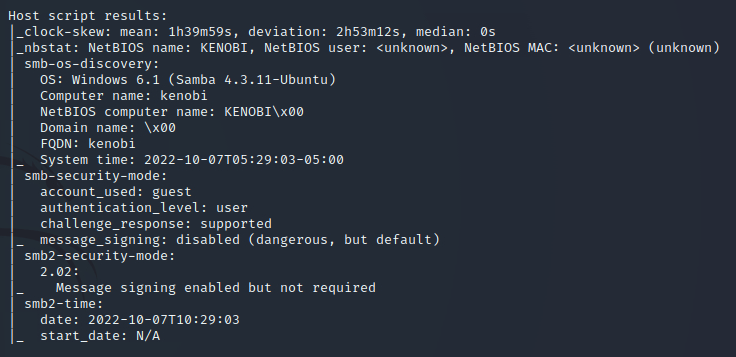 Host script results:
|_clock-skew: mean: 1h39m59s, deviation: 2h53m12s, median: 0s
|_nbstat: NetBIOS name: KENOBI, NetBIOS user: <unknown>, NetBIOS MAC: <unknown> (unknown)
| smb-os-discovery:
|   OS: Windows 6.1 (Samba 4.3.11-Ubuntu)
|   Computer name: kenobi
|   NetBIOS computer name: KENOBI\x00
|   Domain name: \x00
|   FQDN: kenobi
|_  System time: 2022-10-07T05:29:03-05:00
| smb-security-mode:
|   account_used: guest
|   authentication_level: user
|   challenge_response: supported
|_  message_signing: disabled (dangerous, but default)
| smb2-security-mode:
|   2.02:
|_    Message signing enabled but not required
| smb2-time:
|   date: 2022-10-07T10:29:03
|_  start_date: N/A